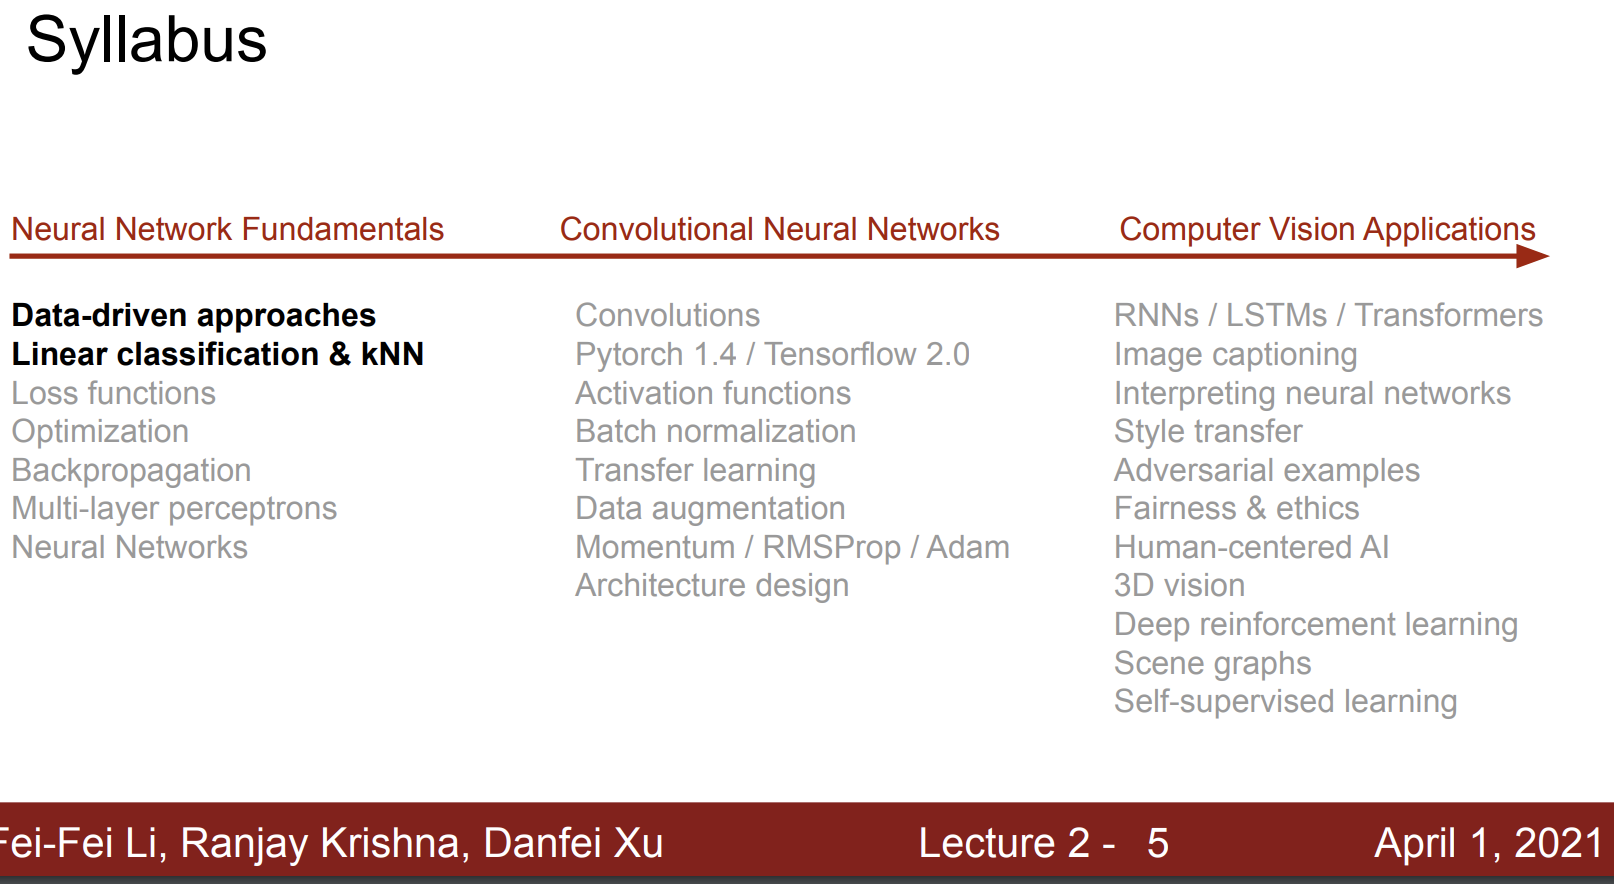 Syllabus
Neural Network Fundamentals
Data-driven approaches
Linear classification & kNN
Loss functions
Optimization
Backpropagation
Multi-layer perceptrons
Neural Networks
Convolutional Neural Networks
Convolutions
Pytorch 1.4 / Tensorflow 2.0
Activation functions
Batch normalization
Transfer learning
Data augmentation
Momentum / RMSProp / Adam
Architecture design
Computer Vision Applications
RNNs / LSTMs / Transformers
Image captioning
Interpreting neural networks
Style transfer
Adversarial examples
Fairness & ethics
Human-centered AI
3D vision
Deep reinforcement learning
Scene graphs
Self-supervised learning
Fei-Fei Li, Ranjay Krishna, Danfei Xu
Lecture 2 - 5
April 1, 2021